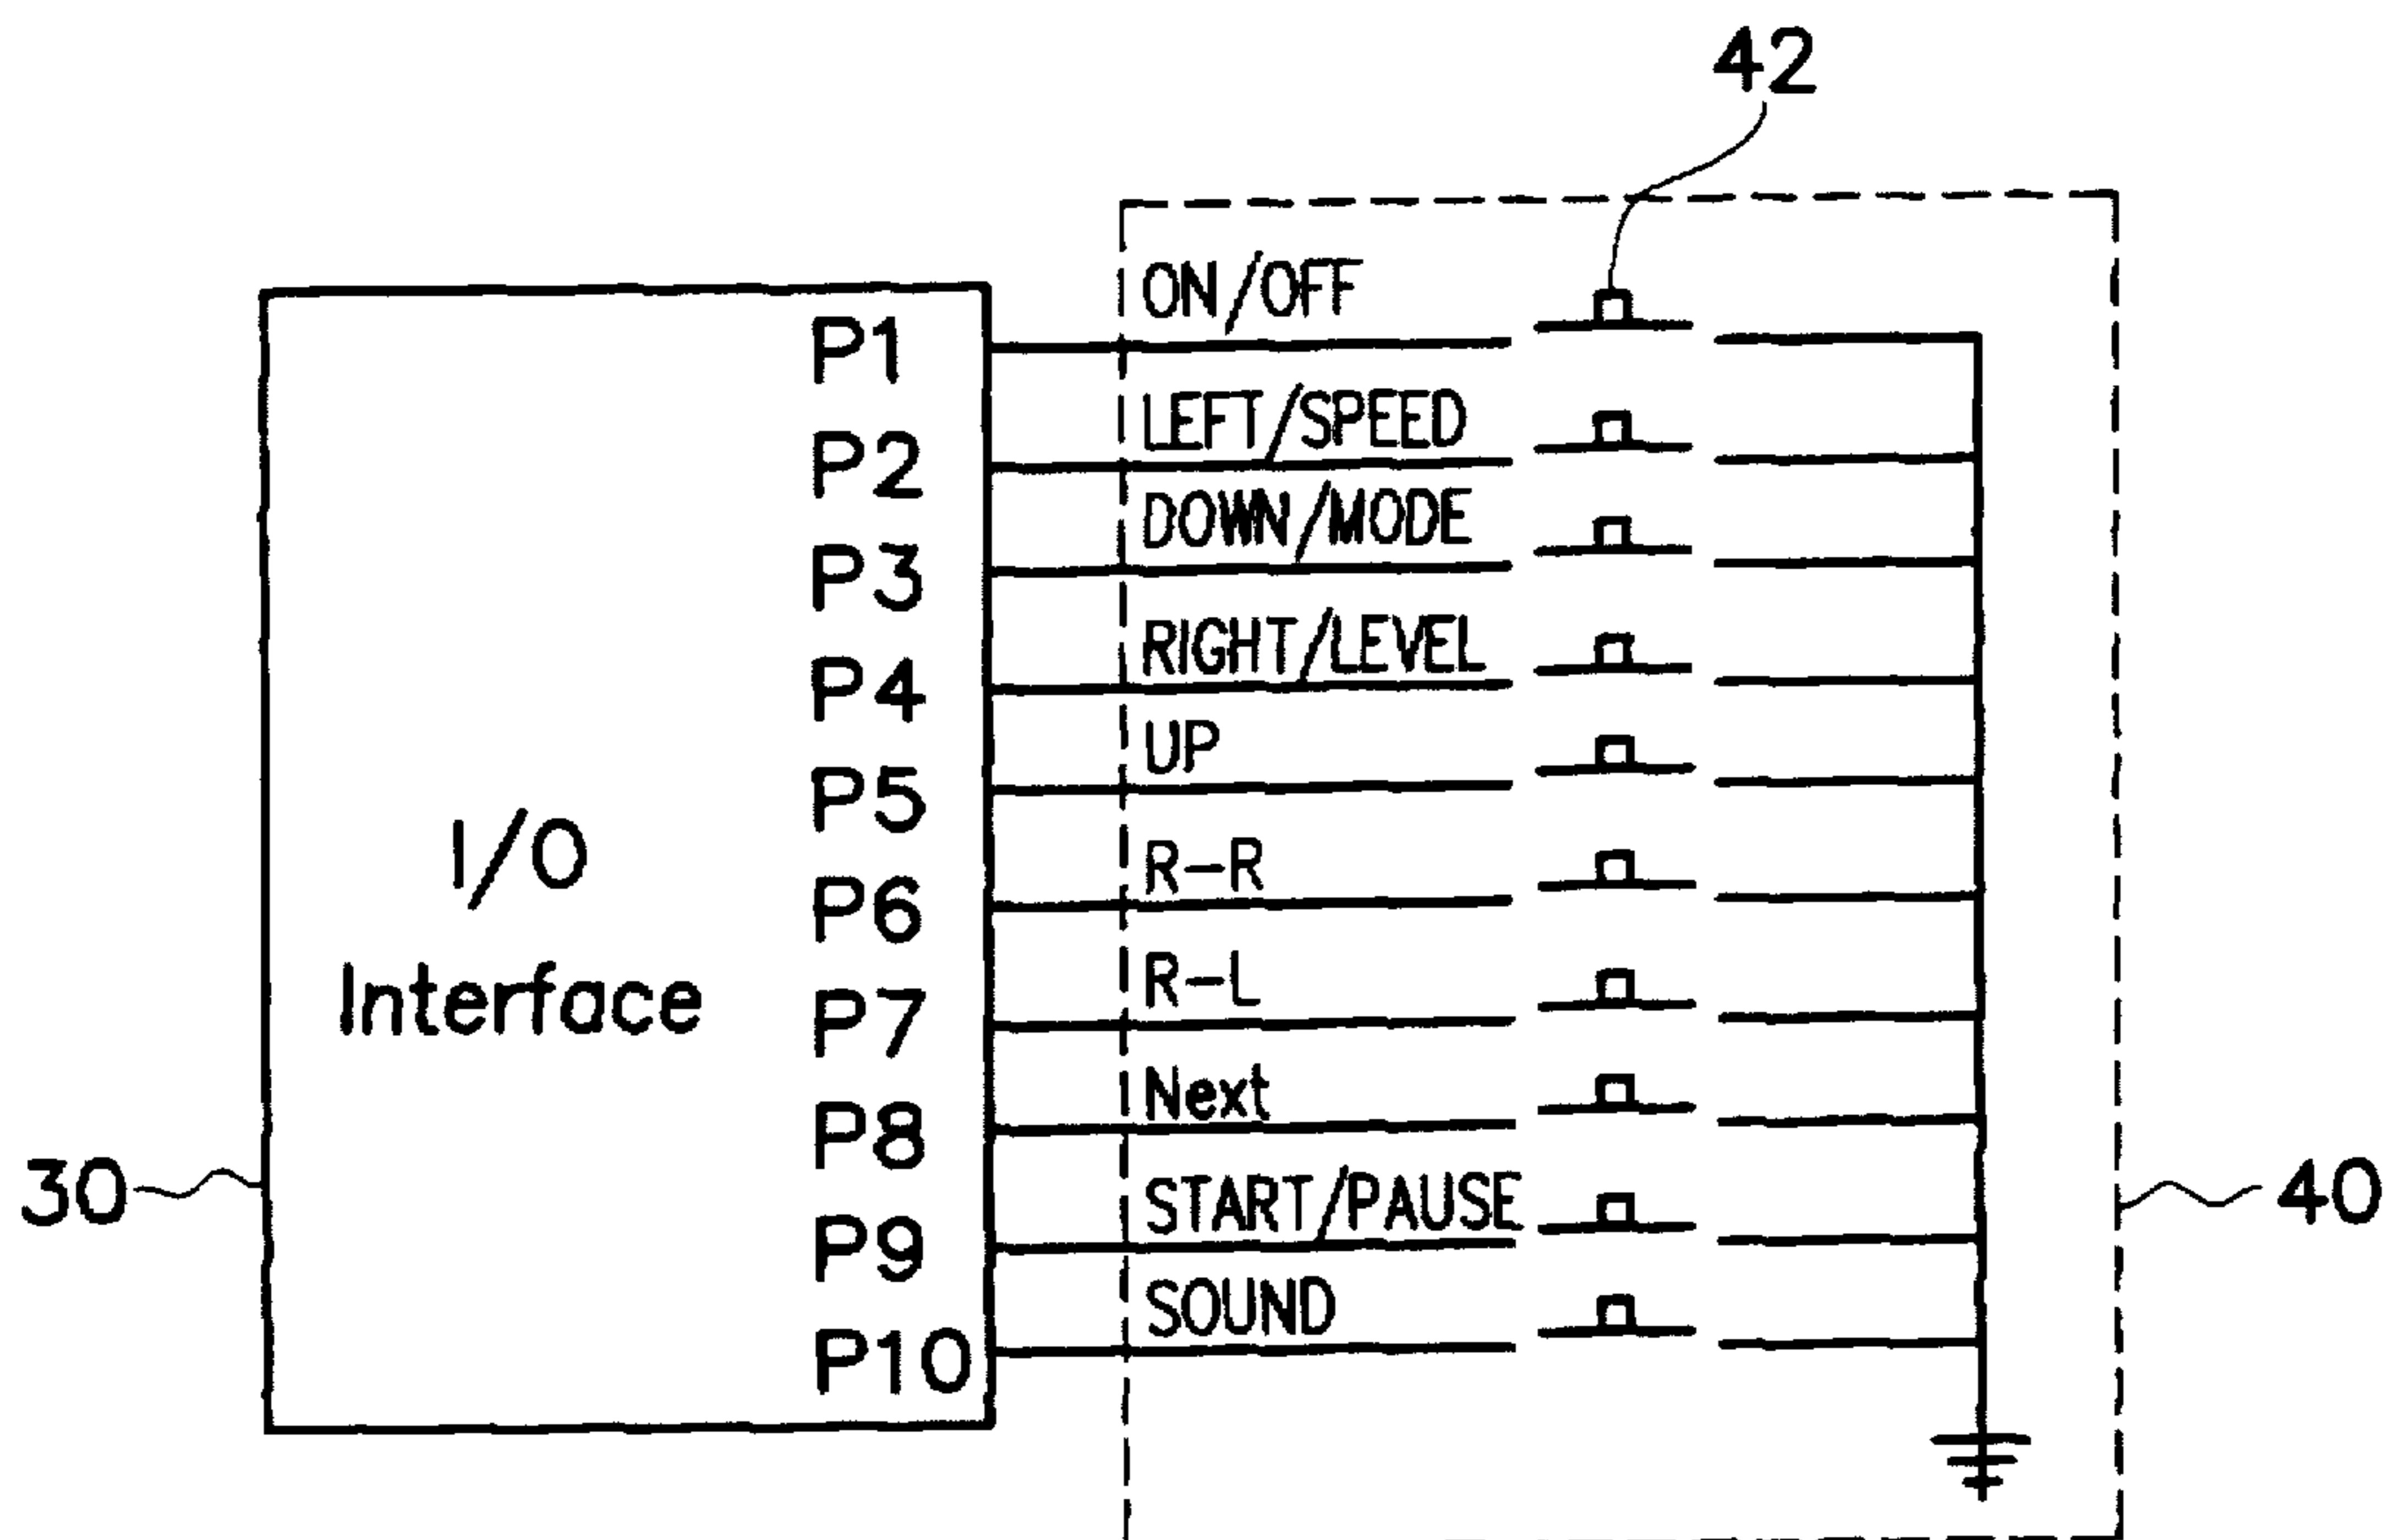 42
ON/OFF
P1
LEFT/SPEED
P2
DOWN/MODE
P3
RIGHT/LEVEL
P4
UP
P5
I/O
Interface
R-R
P6
R-L
P7
Next
P8
30
START/PAUSE
P9
40
SOUND
P10